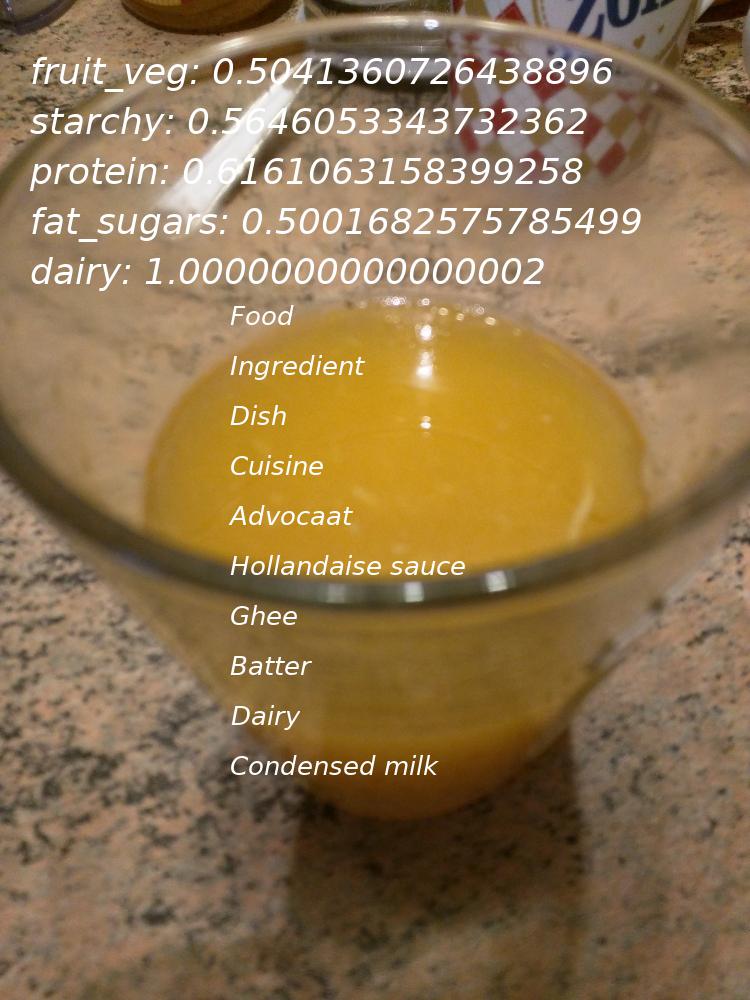 fruit_veg: 0.5041360726438896
starchy: 0.5646053343732362
protein: 0.6161063158399258
fat_sugars: 0.5001682575785499
dairy: 1.0000000000000002
Food
Ingredient
Dish
Cuisine
Advocaat
Hollandaise sauce
Ghee
Batter
Dairy
Condensed milk